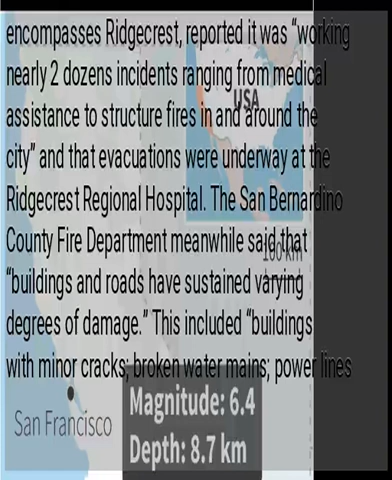 encompasses Ridgecrest, reported it was “working
nearly 2 dozens incidents ranging from medical
assistance to structure fires in and around the
city” and that evacuations were underway at the
Ridgecrest Regional Hospital. The San Bernardino
County Fire Department meanwhile said that
“buildings and roads have sustained varying
degrees of damage.” This included “buildings
with minor cracks; broken water mains; power lines
USA
100 km
San Francisco
Magnitude: 6.4
Depth: 8.7 km